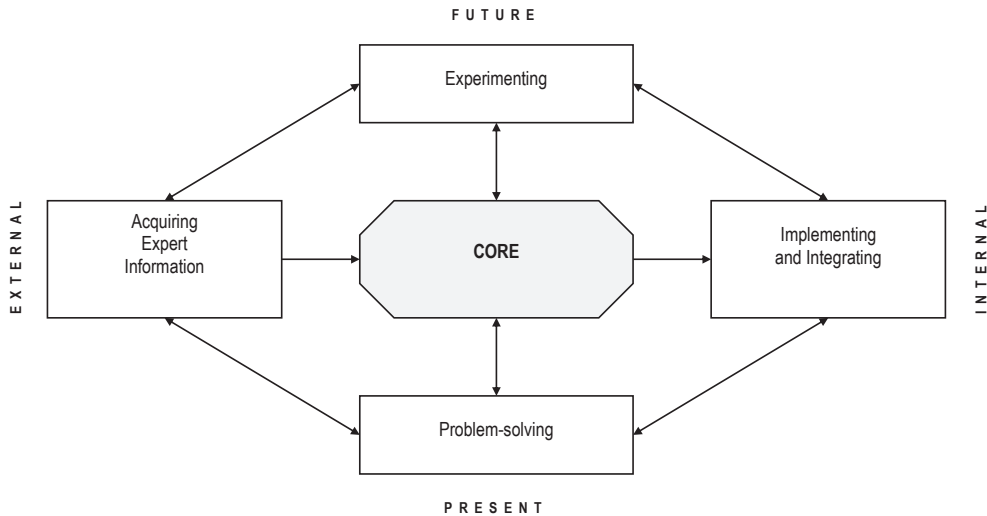 FUTURE
Experimenting
EXTERNAL
Acquiring
Expert
Information
CORE
Implementing
and Integrating
INTERNAL
Problem-solving
PRESENT